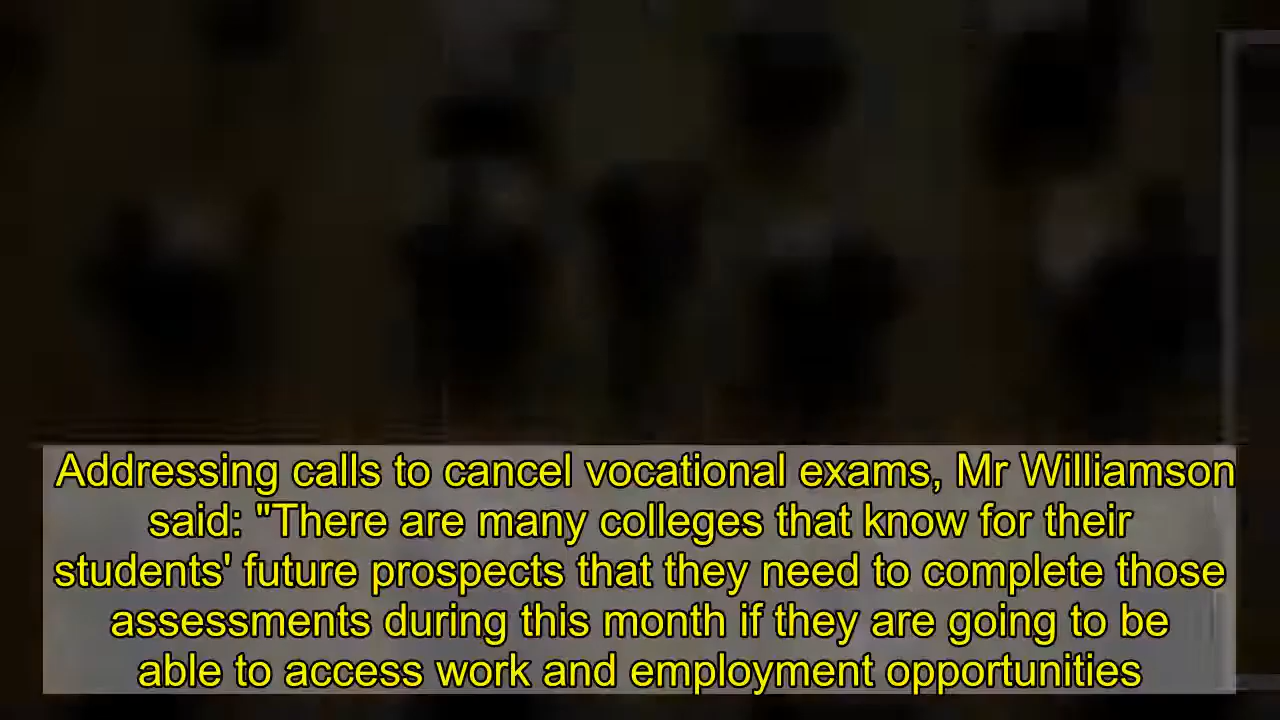 Addressing calls to cancel vocational exams, Mr Williamson
said: "There are many colleges that know for their
students' future prospects that they need to complete those
assessments during this month if they are going to be
able to access work and employment opportunities